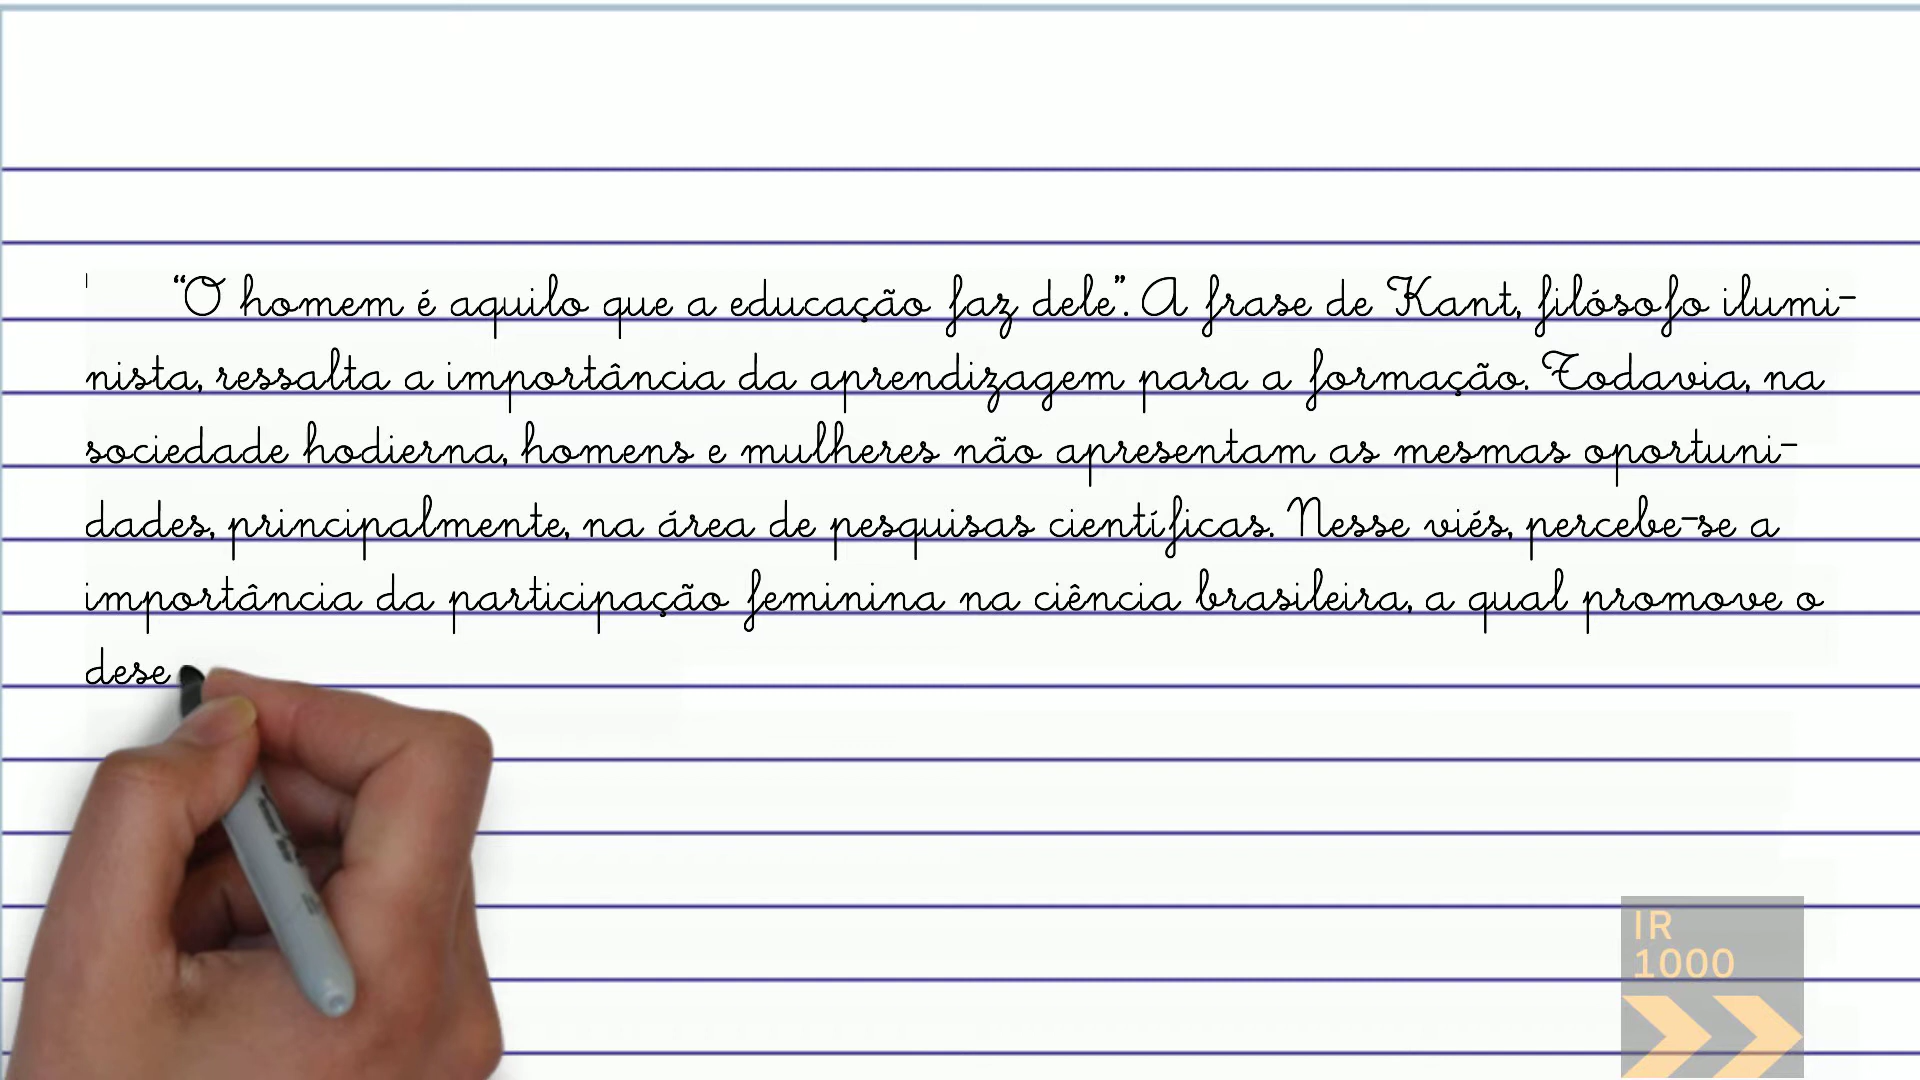 “O homem é aquilo que a educação faz dele”. A frase de Kant, filósofo ilumi-
nista, ressalta a importância da aprendizagem para a formação. Todavia, na
sociedade hodierna, homens e mulheres não apresentam as mesmas oportuni-
dades, principalmente, na área de pesquisas científicas. Nesse viés, percebe-se a
importância da participação feminina na ciência brasileira, a qual promove o
dese
IR
1000